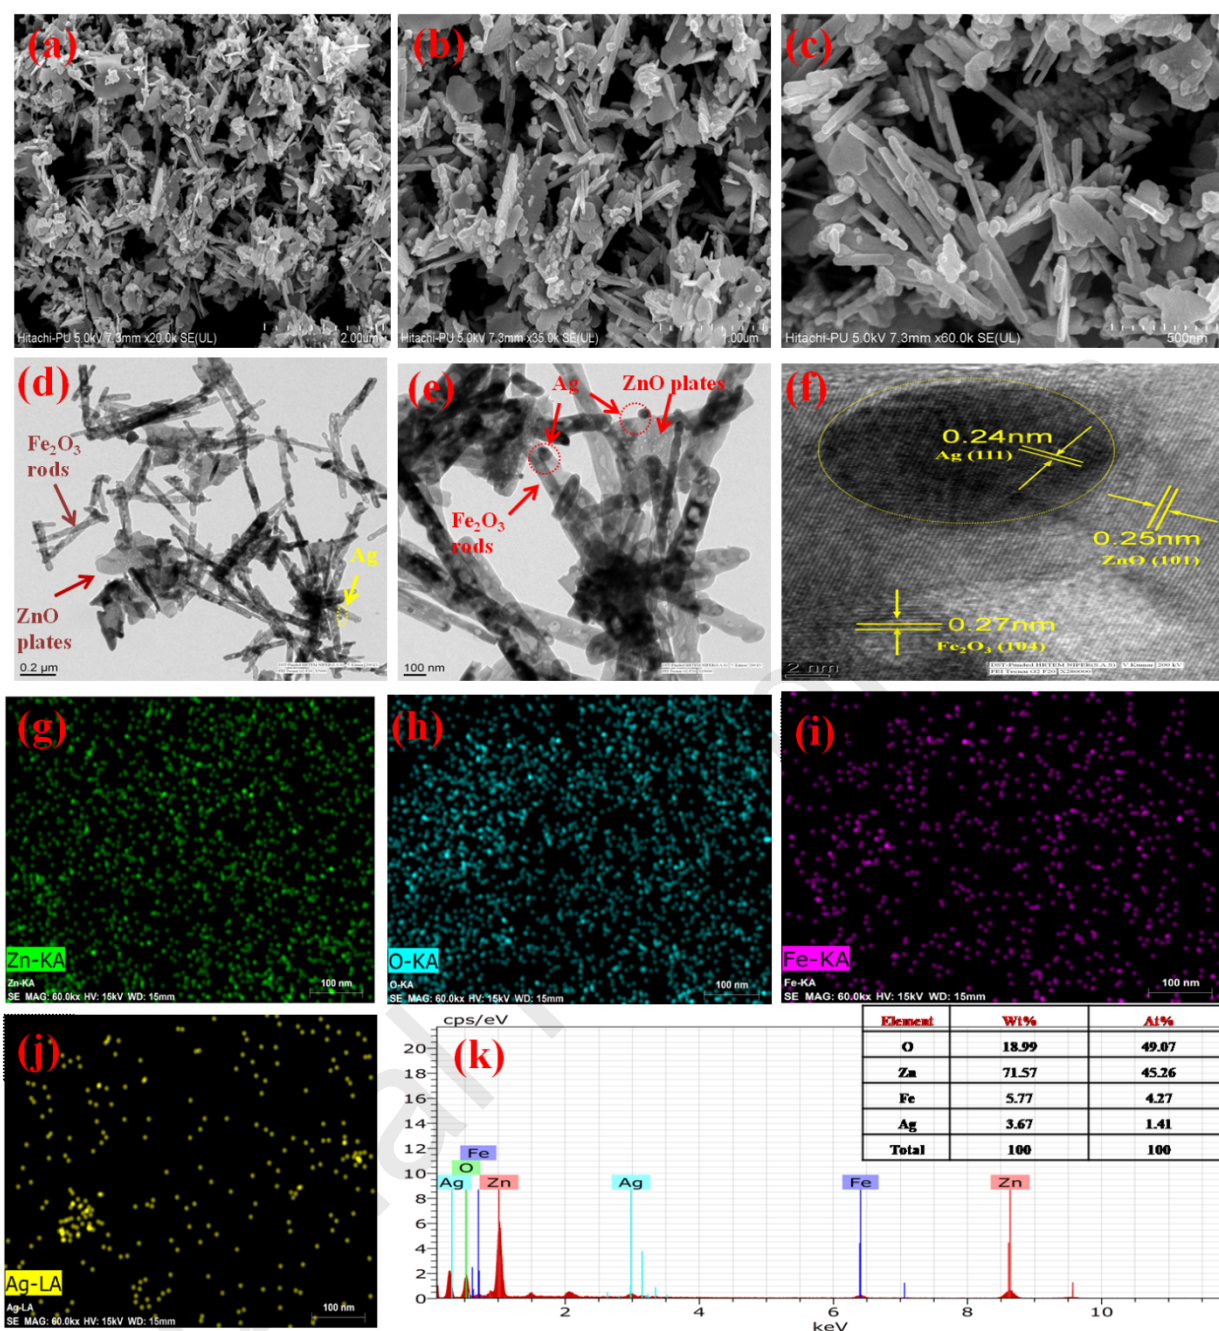 (a)
Hitachi-PU 5.0kV 7.3mm x20.0k SE(UL) 2.00um
(b)
Hitachi-PU 5.0kV 7.3mm x35.0k SE(UL) 1.00um
(c)
Hitachi-PU 5.0kV 7.3mm x60.0k SE(UL) 500nm
(d)
Fe₂O₃
rods
Ag
ZnO
plates
0.2 µm
(e)
Ag
ZnO plates
Fe₂O₃
rods
100 nm
(f)
0.24nm
Ag (111)
0.25nm
ZnO (101)
0.27nm
Fe₂O₃ (104)
2 nm
(g)
Zn-KA
Zn-KA
100 nm
SE MAG: 60.0kx HV: 15kV WD: 15mm
(h)
O-KA
O-KA
100 nm
SE MAG: 60.0kx HV: 15kV WD: 15mm
(i)
Fe-KA
Fe-KA
100 nm
SE MAG: 60.0kx HV: 15kV WD: 15mm
(j)
Ag-LA
Ag-LA
100 nm
SE MAG: 60.0kx HV: 15kV WD: 15mm
(k)
cps/eV
20
18
16
14
12
10
8
6
4
2
0
Fe
O
Ag Zn Ag Fe Zn
2 4 6 8 10
keV
Element Wt% At%
O 18.99 49.07
Zn 71.57 45.26
Fe 5.77 4.27
Ag 3.67 1.41
Total 100 100